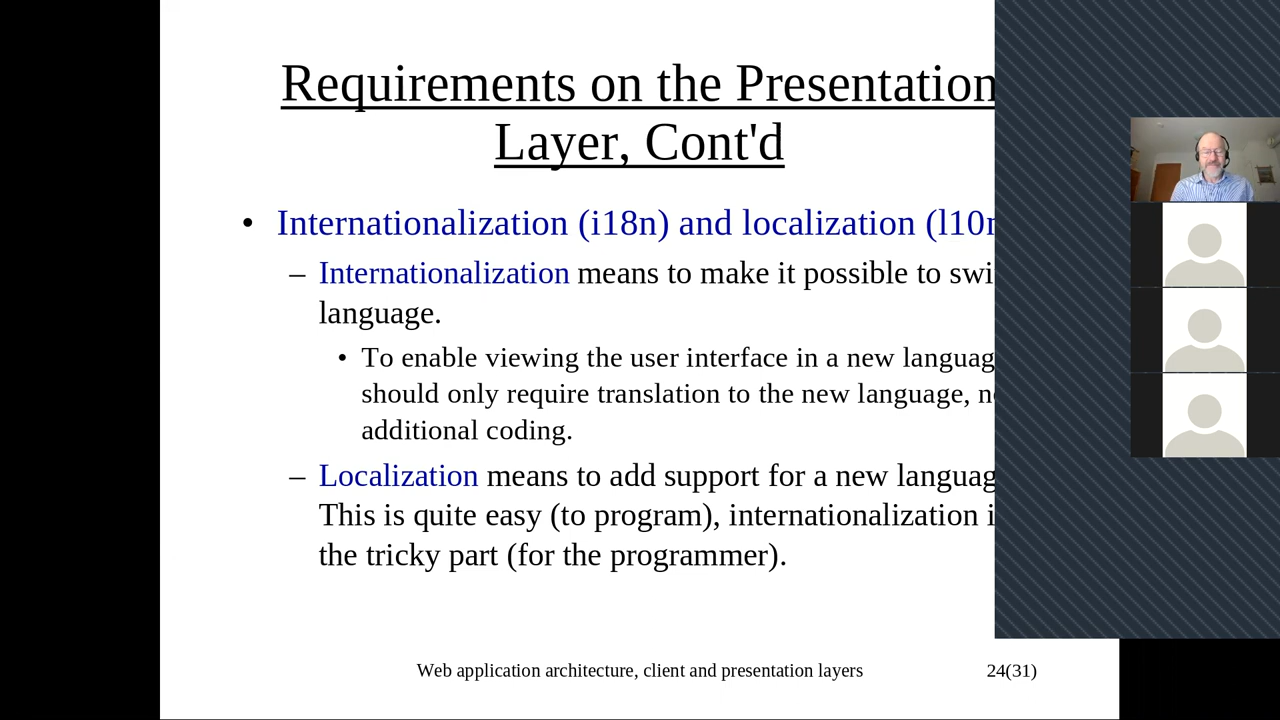 Requirements on the Presentation
Layer, Cont'd
• Internationalization (i18n) and localization (l10n
– Internationalization means to make it possible to
language.
• To enable viewing the user interface in a new
should only require translation to the new language,
additional coding.
– Localization means to add support for a new
This is quite easy (to program), internationalization
the tricky part (for the programmer).
Web application architecture, client and presentation layers
24(31)